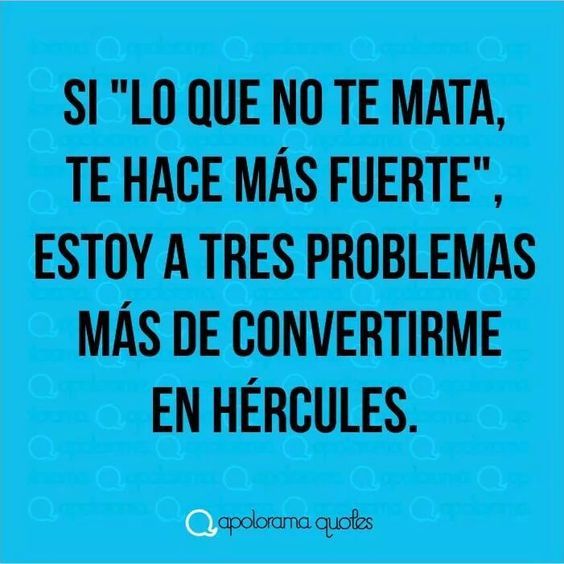 SI "LO QUE NO TE MATA,
TE HACE MÁS FUERTE",
ESTOY A TRES PROBLEMAS
MÁS DE CONVERTIRME
EN HÉRCULES.
apolorama quotes